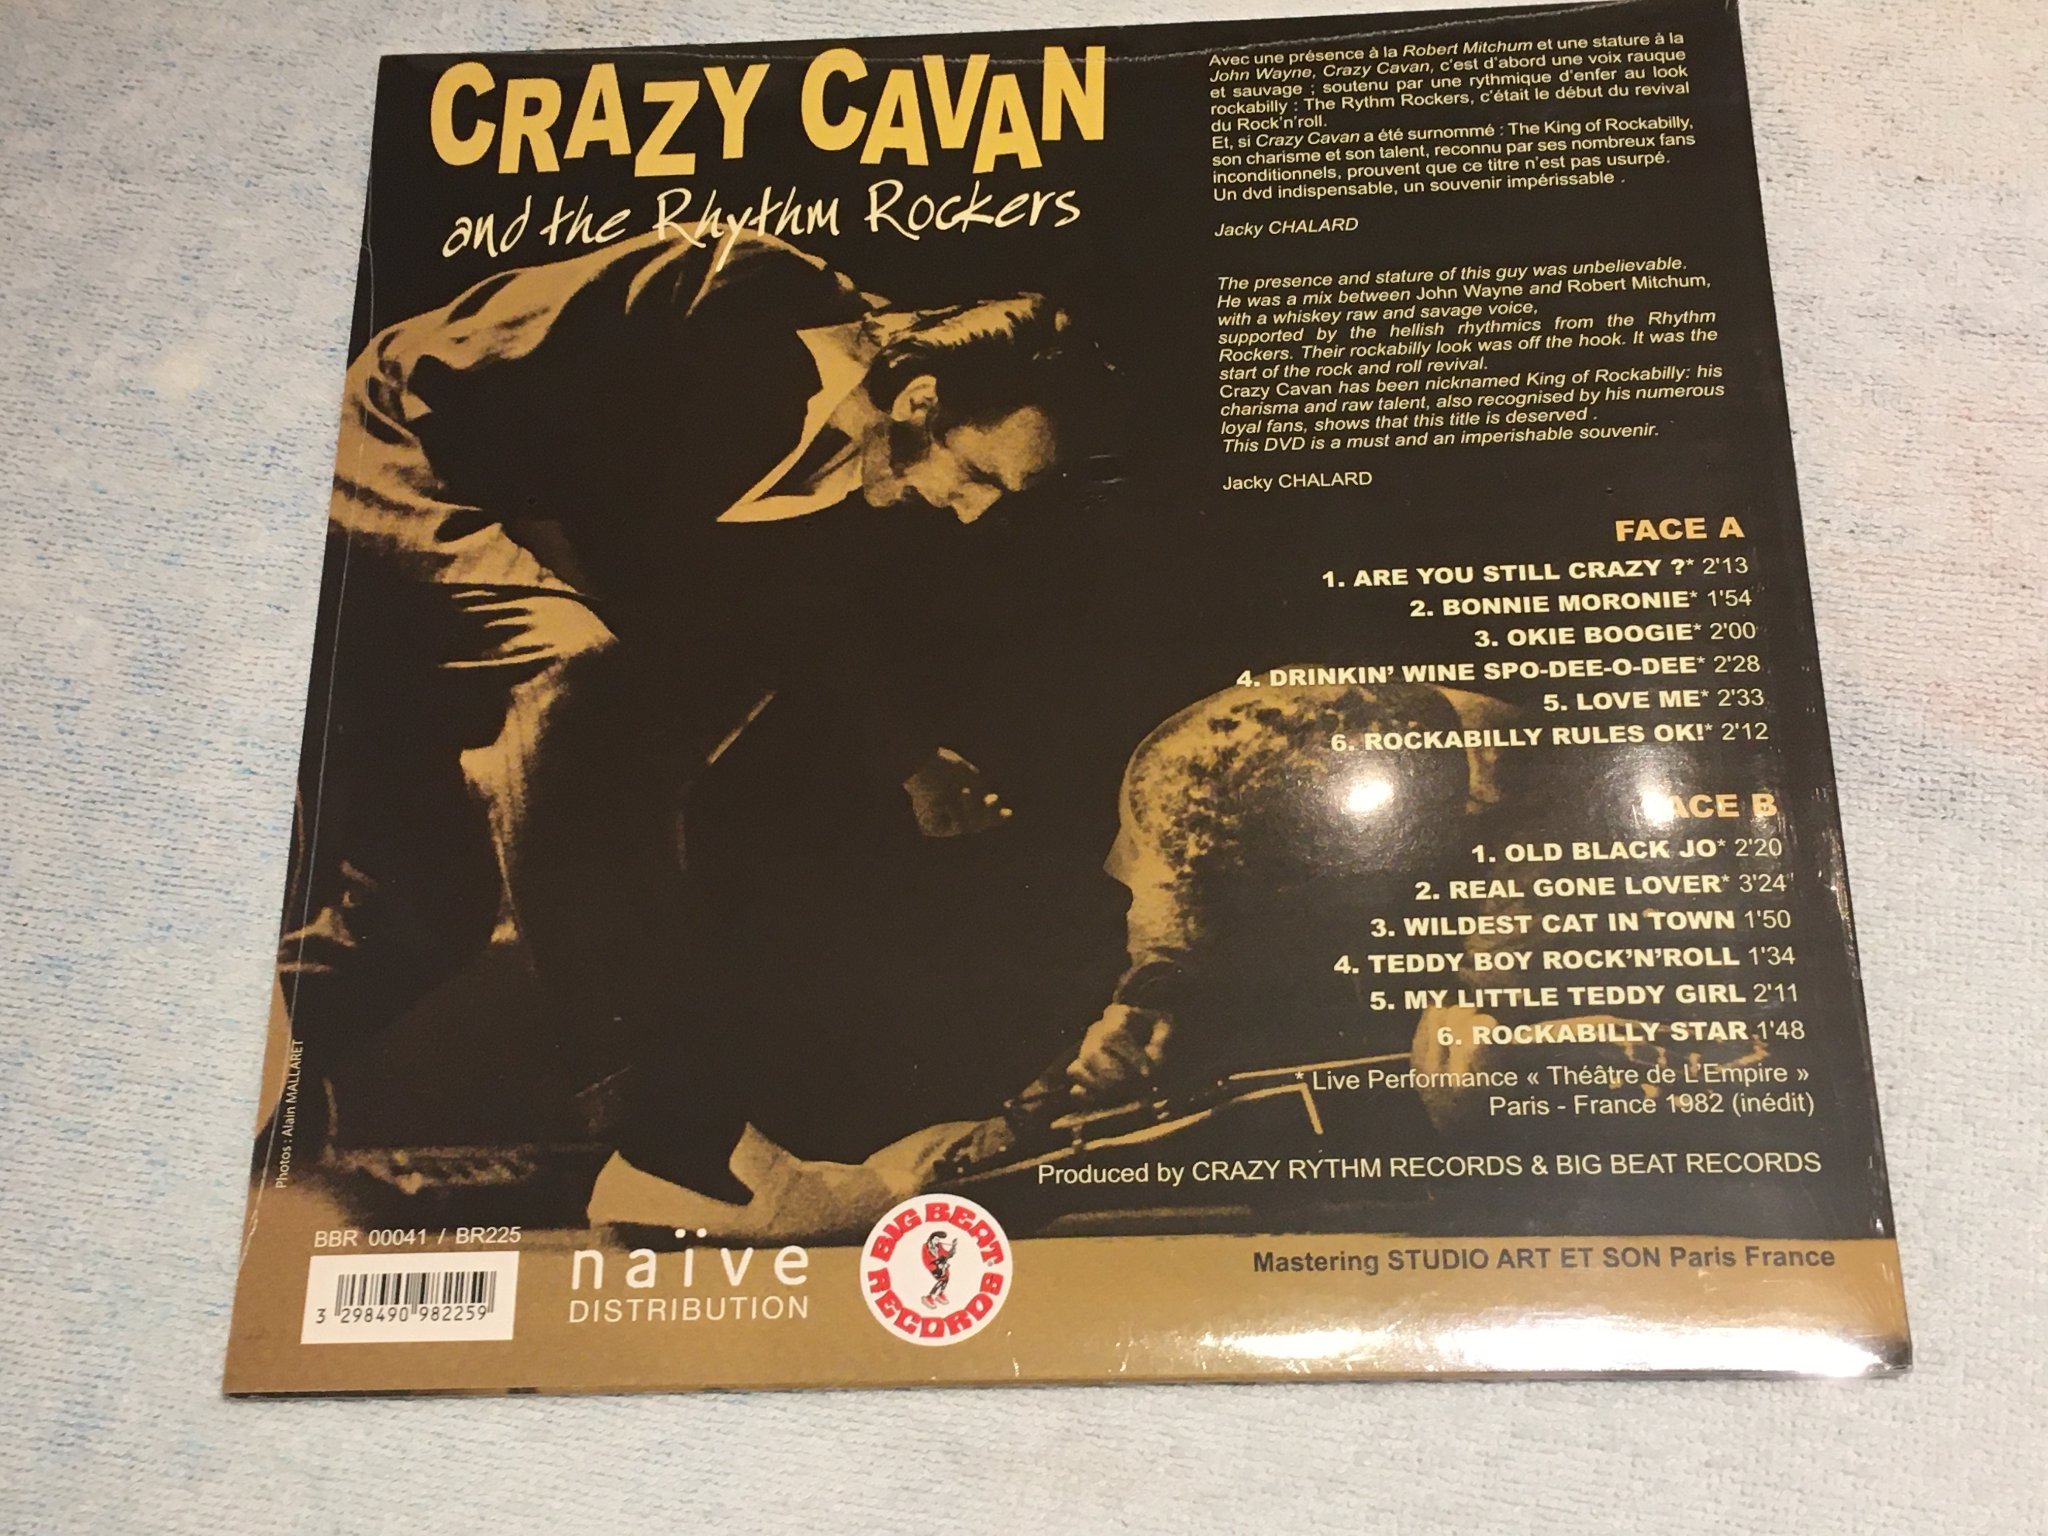 CRAZY CAVAN
and the Rhythm Rockers
Avec une présence à la Robert Mitchum et une stature à la
John Wayne, Crazy Cavan, c'est d'abord une voix rauque
et sauvage ; soutenu par une rythmique d'enfer au look
rockabilly : The Rythm Rockers, c'était le début du revival
du Rock'n'roll.
Et, si Crazy Cavan a été surnommé : The King of Rockabilly,
son charisme et son talent, reconnu par ses nombreux fans
inconditionnels, prouvent que ce titre n'est pas usurpé.
Un dvd indispensable, un souvenir impérissable .
Jacky CHALARD
The presence and stature of this guy was unbelievable.
He was a mix between John Wayne and Robert Mitchum,
with a whiskey raw and savage voice,
supported by the hellish rhythmics from the Rhythm
Rockers. Their rockabilly look was off the hook. It was the
start of the rock and roll revival.
Crazy Cavan has been nicknamed King of Rockabilly: his
charisma and raw talent, also recognised by his numerous
loyal fans, shows that this title is deserved .
This DVD is a must and an imperishable souvenir.
Jacky CHALARD
FACE A
1. ARE YOU STILL CRAZY ?* 2'13
2. BONNIE MORONIE* 1'54
3. OKIE BOOGIE* 2'00
4. DRINKIN' WINE SPO-DEE-O-DEE* 2'28
5. LOVE ME* 2'33
6. ROCKABILLY RULES OK!* 2'12
FACE B
1. OLD BLACK JO* 2'20
2. REAL GONE LOVER* 3'24
3. WILDEST CAT IN TOWN 1'50
4. TEDDY BOY ROCK'N'ROLL 1'34
5. MY LITTLE TEDDY GIRL 2'11
6. ROCKABILLY STAR 1'48
* Live Performance « Théâtre de L'Empire »
Paris - France 1982 (inédit)
Produced by CRAZY RYTHM RECORDS & BIG BEAT RECORDS
Mastering STUDIO ART ET SON Paris France
Photos : Alain MALLARET
BBR 00041 / BR225
3 298490 982259
naïve
DISTRIBUTION
BIG BEAT
RECORDS